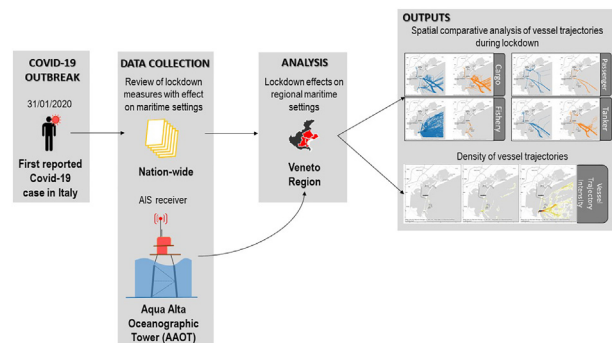 COVID-19
OUTBREAK
31/01/2020
First reported
Covid-19
case in Italy
DATA COLLECTION
Review of lockdown
measures with effect
on maritime settings
Nation-wide
AIS receiver
Aqua Alta
Oceanographic
Tower (AAOT)
ANALYSIS
Lockdown effects on
regional maritime
settings
Veneto
Region
OUTPUTS
Spatial comparative analysis of vessel trajectories
during lockdown
Cargo
Passenger
Fishery
Tanker
Density of vessel trajectories
Vessel
Trajectory
Intensity